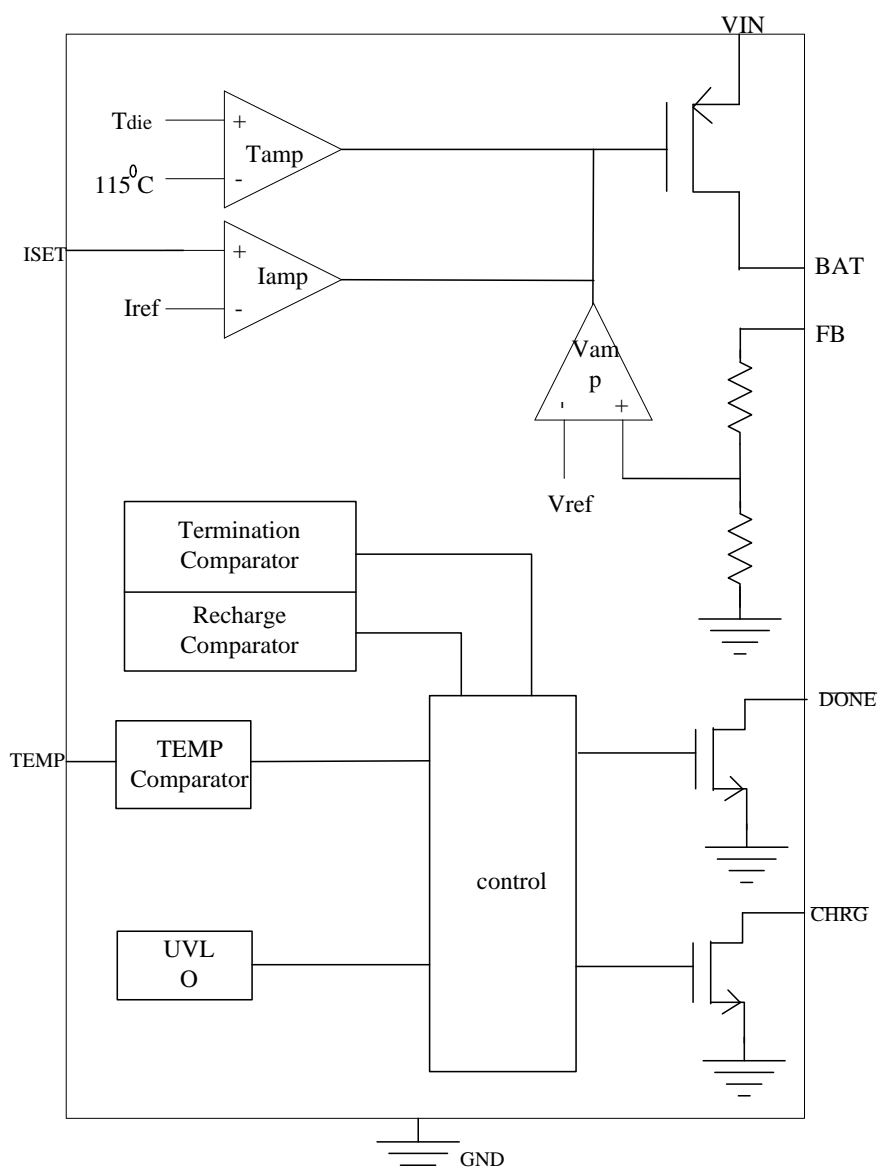 VIN
Tdie
+
Tamp
115⁰C
-
ISET
+
Iamp
BAT
Iref
-
FB
Vam
p
-
+
Vref
Termination
Comparator
Recharge
Comparator
DONE
TEMP
TEMP
Comparator
control
CHRG
UVL
O
GND